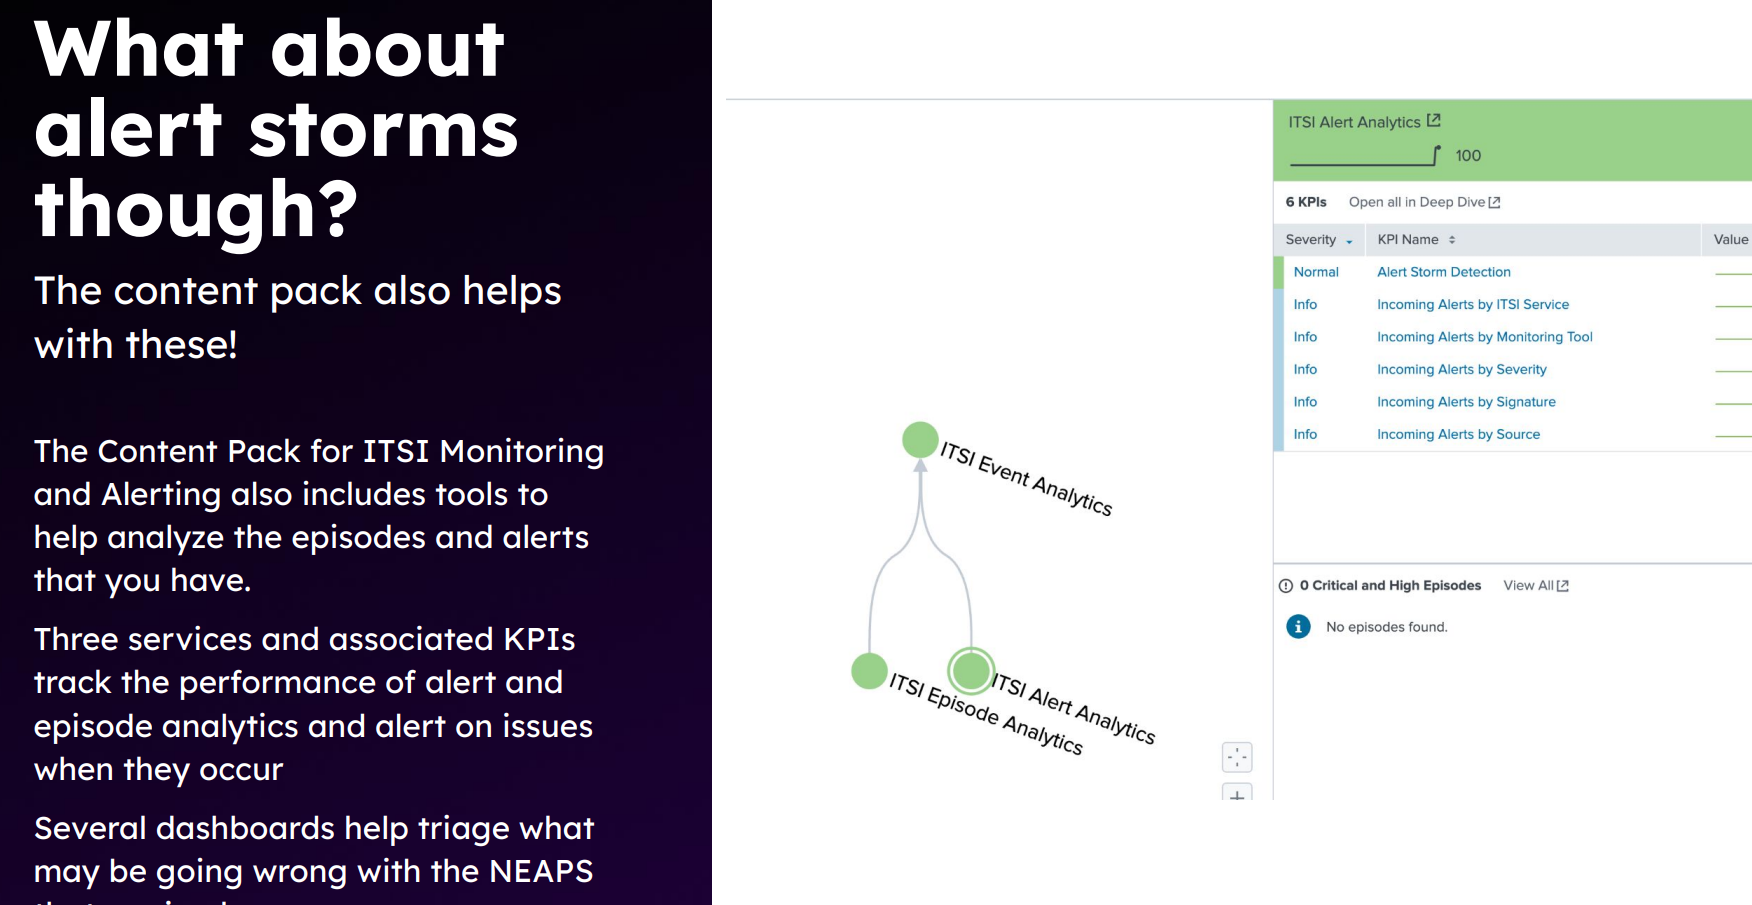 What about
alert storms
though?
The content pack also helps
with these!
The Content Pack for ITSI Monitoring
and Alerting also includes tools to
help analyze the episodes and alerts
that you have.
Three services and associated KPIs
track the performance of alert and
episode analytics and alert on issues
when they occur
Several dashboards help triage what
may be going wrong with the NEAPS
ITSI Event Analytics
ITSI Episode Analytics
ITSI Alert Analytics
ITSI Alert Analytics
100
6 KPIs Open all in Deep Dive
Severity KPI Name Value
Normal Alert Storm Detection
Info Incoming Alerts by ITSI Service
Info Incoming Alerts by Monitoring Tool
Info Incoming Alerts by Severity
Info Incoming Alerts by Signature
Info Incoming Alerts by Source
0 Critical and High Episodes View All
No episodes found.